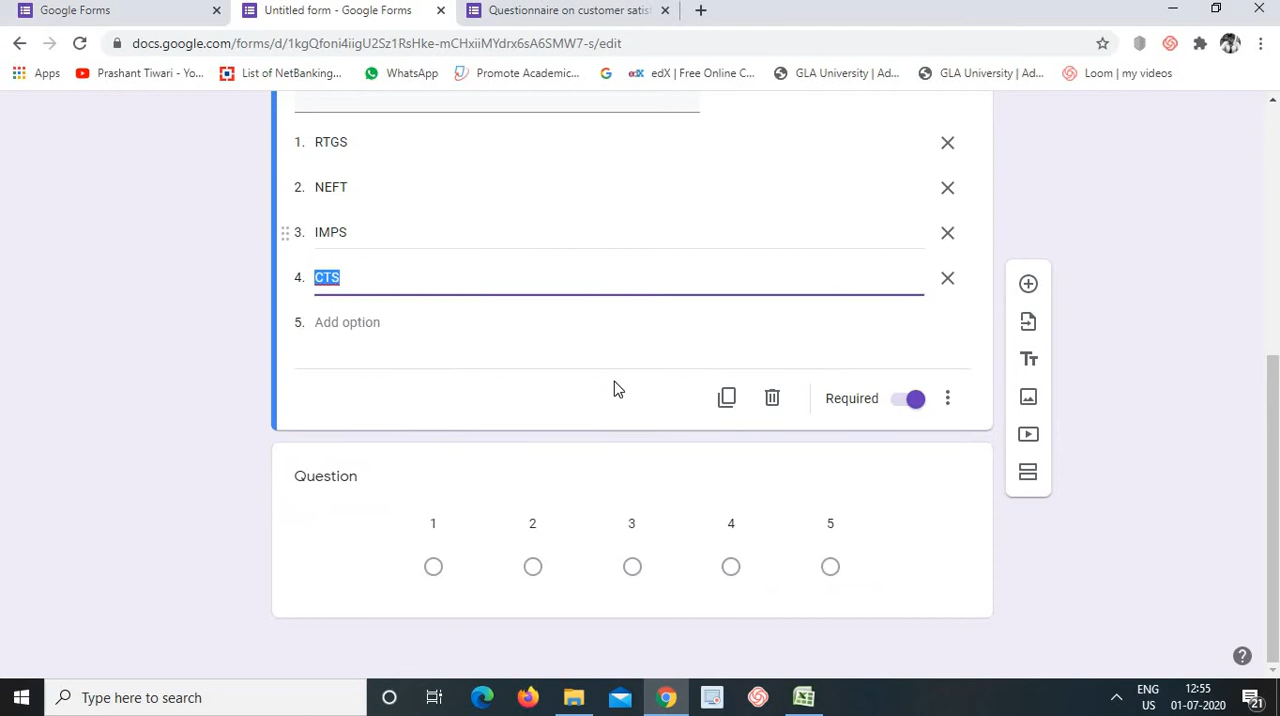 Google Forms
Untitled form - Google Forms
Questionnaire on customer satis
docs.google.com/forms/d/1kgQfoni4iigU2Sz1RsHke-mCHxiiMYdrx6sA6SMW7-s/edit
Apps
Prashant Tiwari - Yo...
List of NetBanking...
WhatsApp
Promote Academic...
edX | Free Online C...
GLA University | Ad...
GLA University | Ad...
Loom | my videos
1. RTGS
2. NEFT
3. IMPS
4. CTS
5. Add option
Required
Question
1 2 3 4 5
Type here to search
ENG
US
12:55
01-07-2020
21